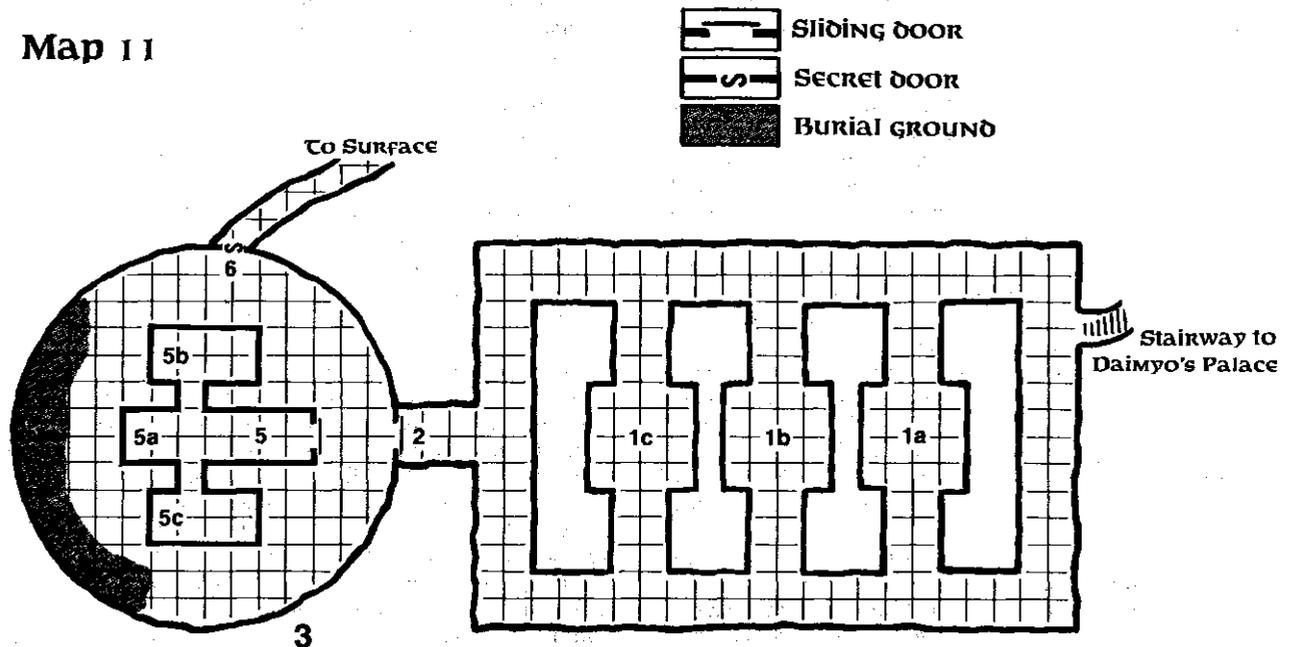 Map 11
Sliding door
Secret door
Burial ground
To Surface
Stairway to
Daimyo's Palace
6
5b
5a
5
5c
2
1c
1b
1a
3